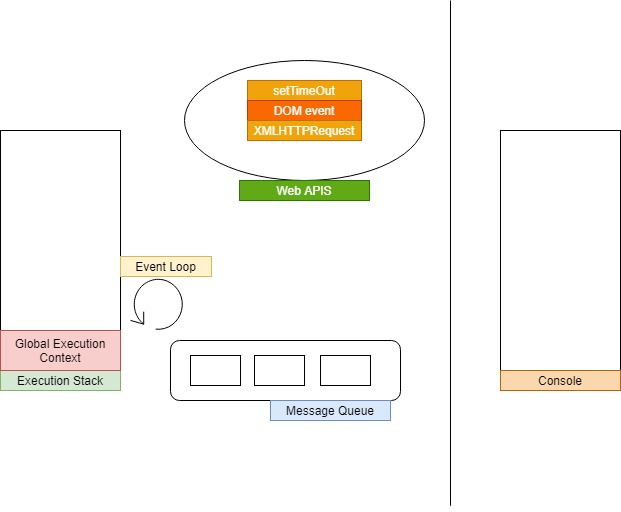 setTimeOut
DOM event
XMLHTTPRequest
Web APIS
Event Loop
Global Execution
Context
Execution Stack
Message Queue
Console